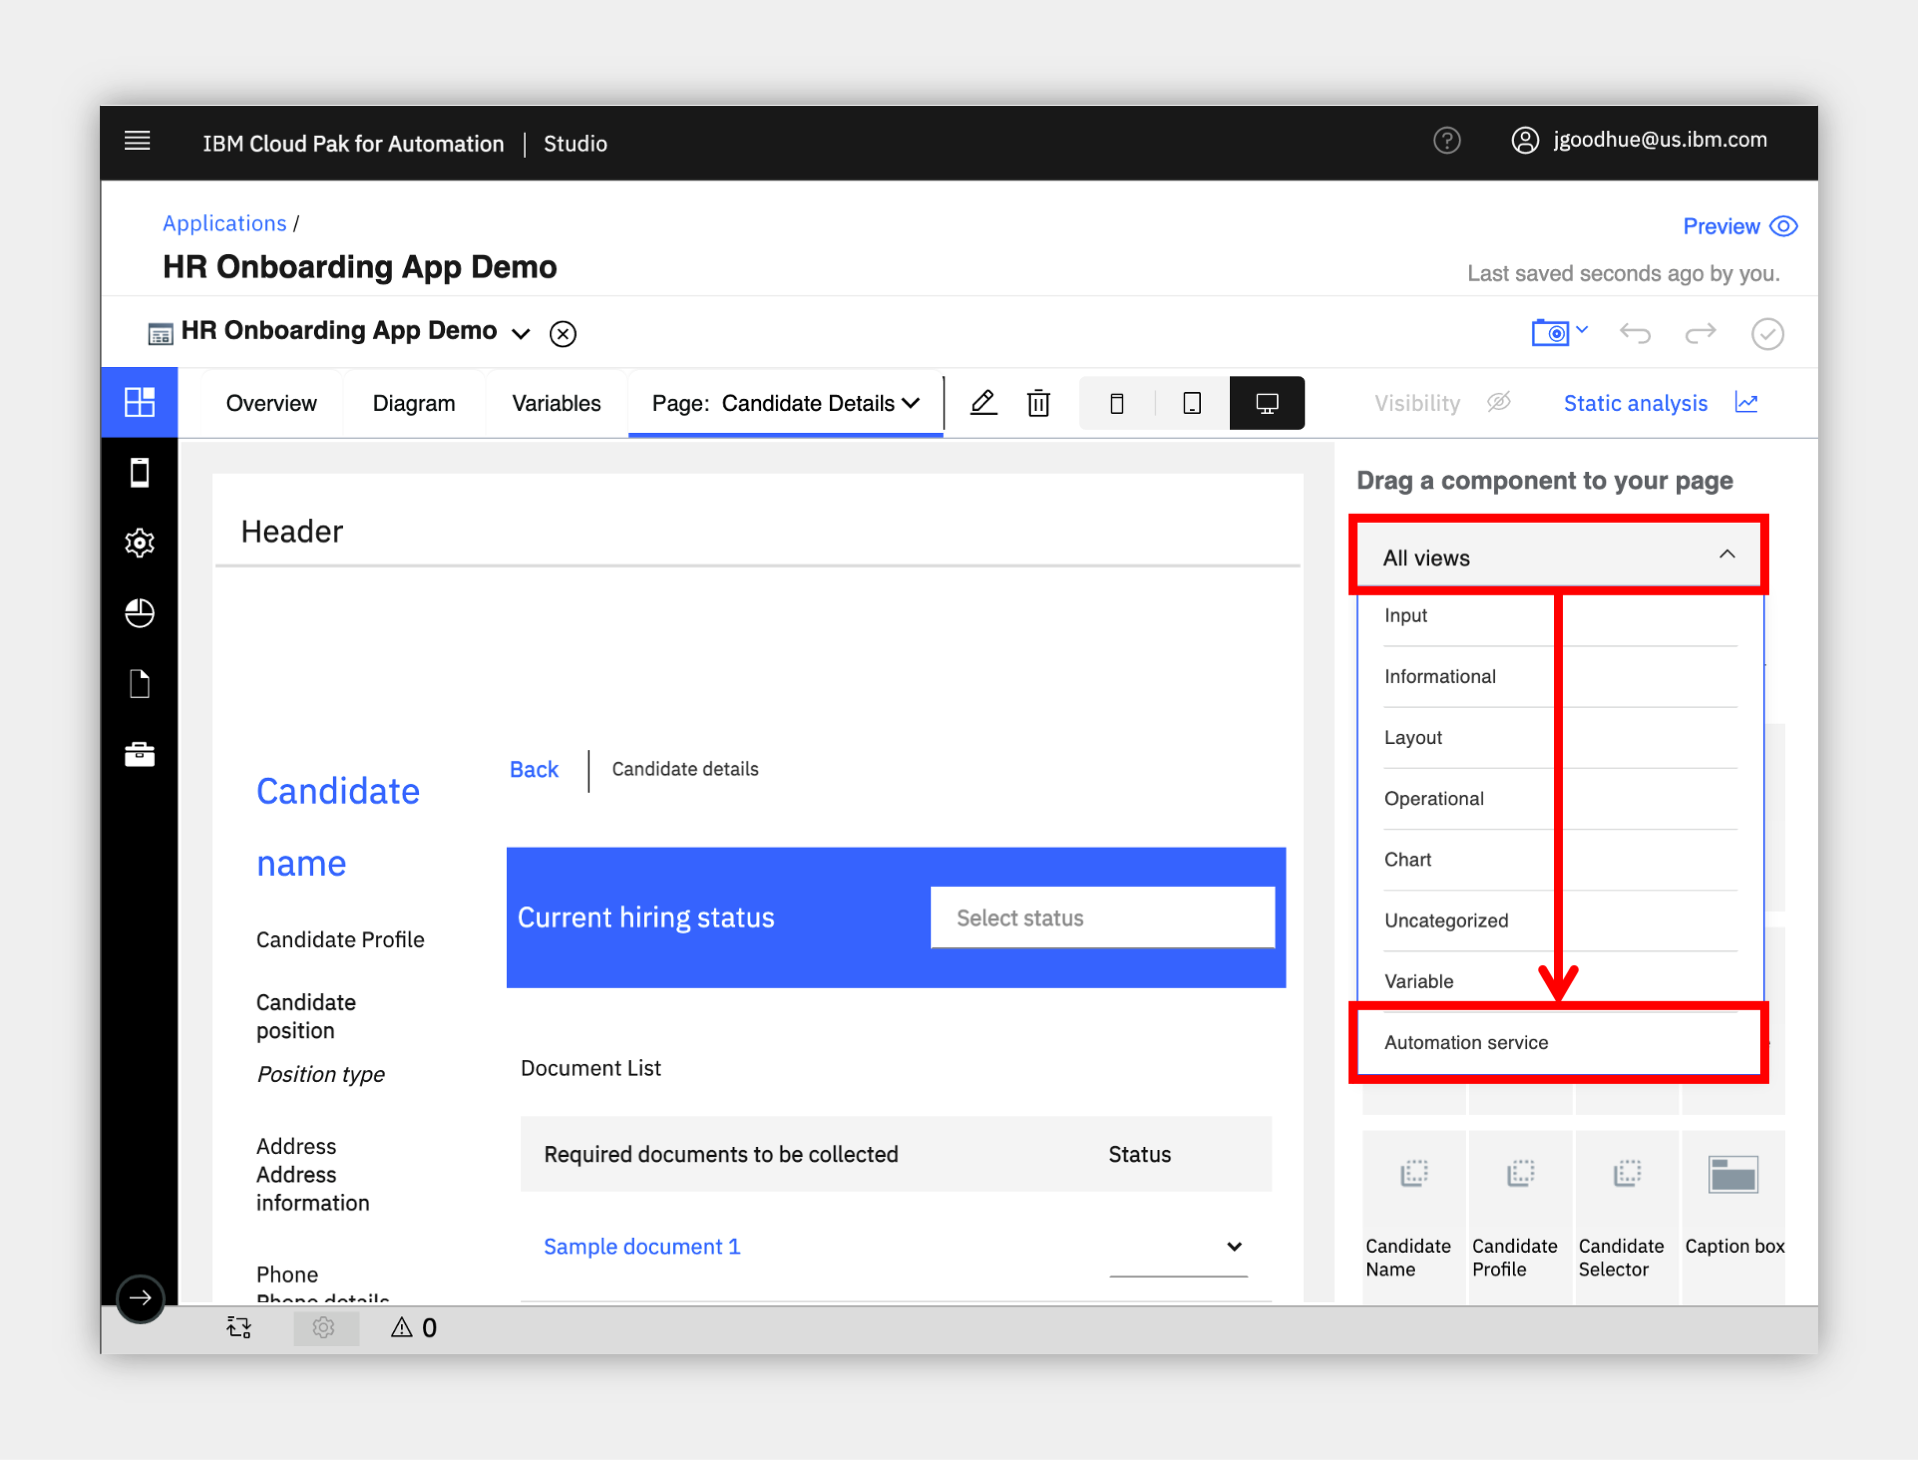 IBM Cloud Pak for Automation | Studio
jgoodhue@us.ibm.com
Applications /
Preview
HR Onboarding App Demo
Last saved seconds ago by you.
HR Onboarding App Demo
Overview
Diagram
Variables
Page: Candidate Details
Visibility
Static analysis
Drag a component to your page
Header
All views
Input
Informational
Layout
Operational
Chart
Uncategorized
Variable
Automation service
Back
Candidate details
Candidate
name
Current hiring status
Select status
Candidate Profile
Candidate
position
Position type
Document List
Address
Address
information
Required documents to be collected
Status
Sample document 1
Phone
Phone details
Candidate
Name
Candidate
Profile
Candidate
Selector
Caption box
0